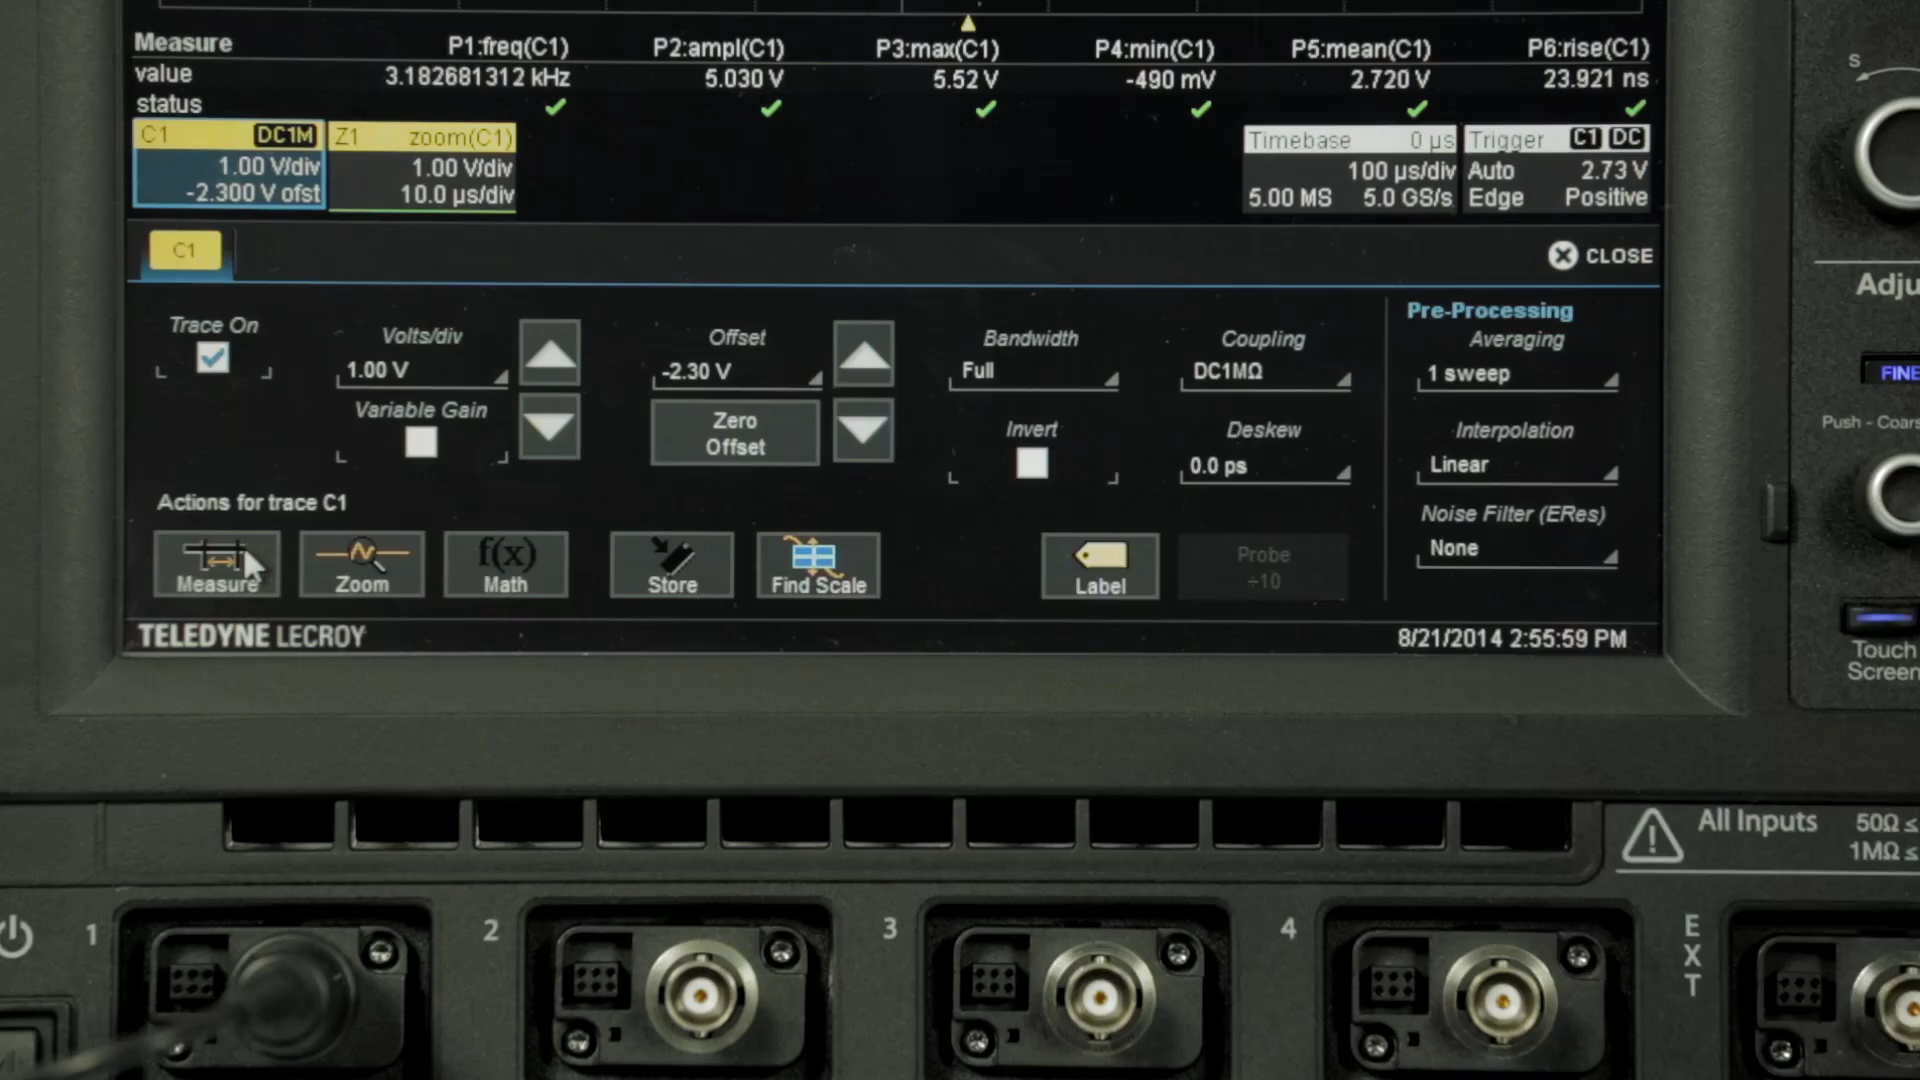 Measure P1:freq(C1) P2:ampl(C1) P3:max(C1) P4:min(C1) P5:mean(C1) P6:rise(C1)
value 3.182681312 kHz 5.030 V 5.52 V -490 mV 2.720 V 23.921 ns
status
C1 DC1M Z1 zoom(C1) Timebase 0 µs Trigger C1 DC
1.00 V/div 1.00 V/div 100 µs/div Auto 2.73 V
-2.300 V ofst 10.0 µs/div 5.00 MS 5.0 GS/s Edge Positive
C1 CLOSE
Pre-Processing
Trace On Volts/div Offset Bandwidth Coupling Averaging
1.00 V -2.30 V Full DC1MΩ 1 sweep
Variable Gain Zero Offset Invert Deskew Interpolation
0.0 ps Linear
Actions for trace C1 Noise Filter (ERes)
None
Measure Zoom f(x) Math Store Find Scale Label Probe ÷10
TELEDYNE LECROY 8/21/2014 2:55:59 PM
S
Adju
FINE
Push - Coars
Touch
Screen
All Inputs 50Ω ≤
1MΩ ≤
1 2 3 4 EXT